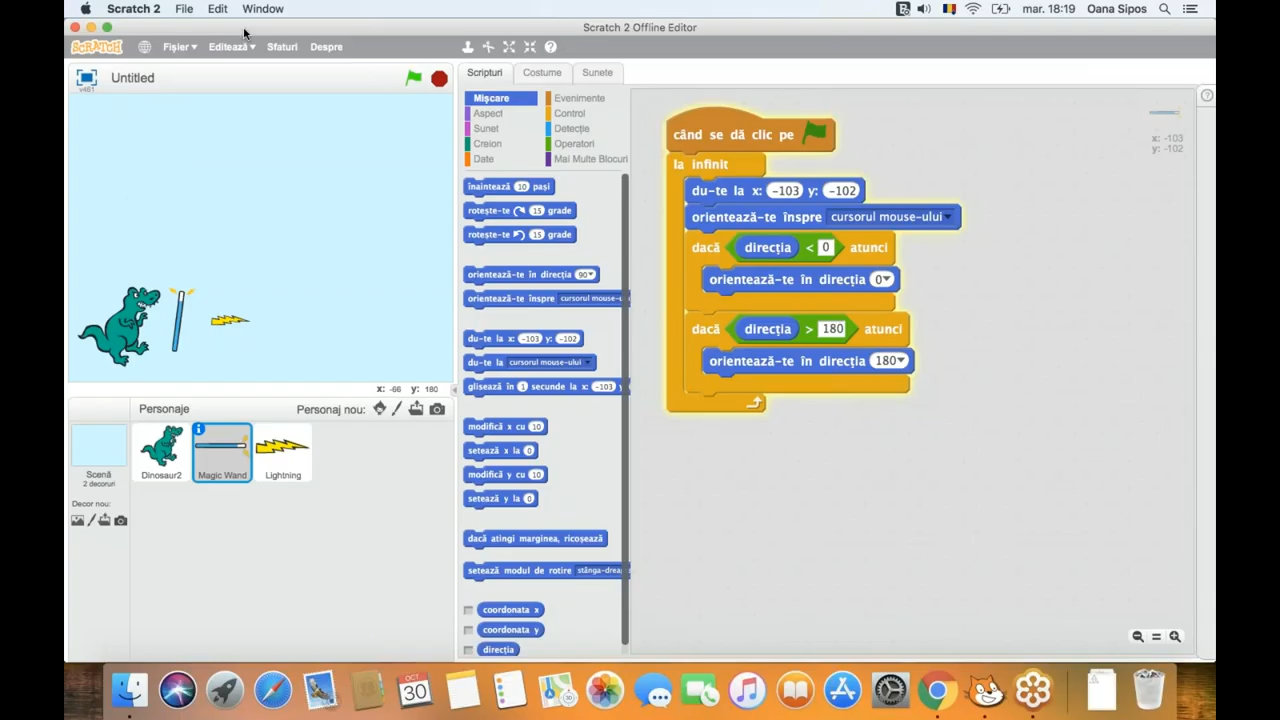 Scratch 2 File Edit Window mar. 18:19 Oana Sipos
Scratch 2 Offline Editor
SCRATCH Fișier Editează Sfaturi Despre
Untitled
v461
x: -66 y: 180
Personaje Personaj nou:
Scenă
2 decoruri
Decor nou:
Dinosaur2
Magic Wand
Lightning
Scripturi Costume Sunete
Mișcare Evenimente
Aspect Control
Sunet Detecție
Creion Operatori
Date Mai Multe Blocuri
înaintează 10 pași
rotește-te 15 grade
rotește-te 15 grade
orientează-te în direcția 90
orientează-te înspre cursorul mouse-u
du-te la x: -103 y: -102
du-te la cursorul mouse-ului
glisează în 1 secunde la x: -103 y
modifică x cu 10
setează x la 0
modifică y cu 10
setează y la 0
dacă atingi marginea, ricoșează
setează modul de rotire stânga-drea
coordonata x
coordonata y
direcția
când se dă clic pe
la infinit
du-te la x: -103 y: -102
orientează-te înspre cursorul mouse-ului
dacă direcția < 0 atunci
orientează-te în direcția 0
dacă direcția > 180 atunci
orientează-te în direcția 180
x: -103
y: -102
OCT
30